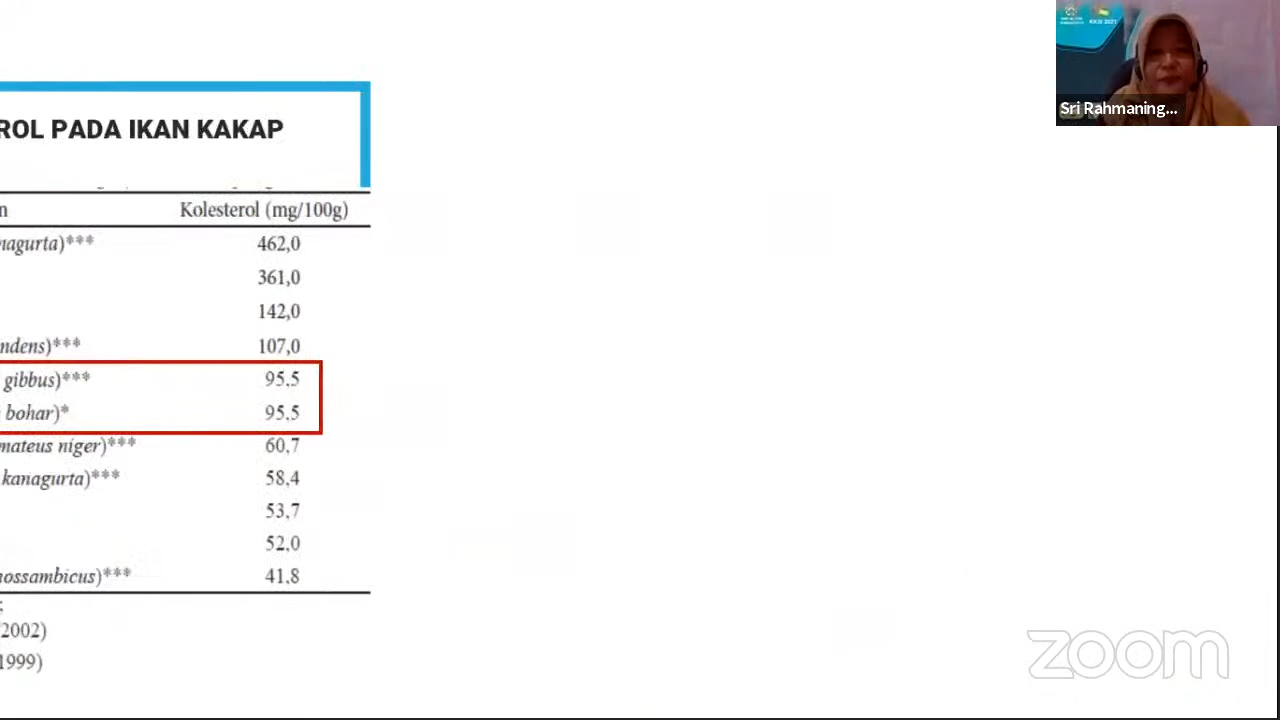 Sri Rahmaning...
ROL PADA IKAN KAKAP
n Kolesterol (mg/100g)
nagurta)*** 462,0
361,0
142,0
ndens)*** 107,0
gibbus)*** 95,5
bohar)* 95,5
mateus niger)*** 60,7
kanagurta)*** 58,4
53,7
52,0
nossambicus)*** 41,8
2002)
1999)
zoom